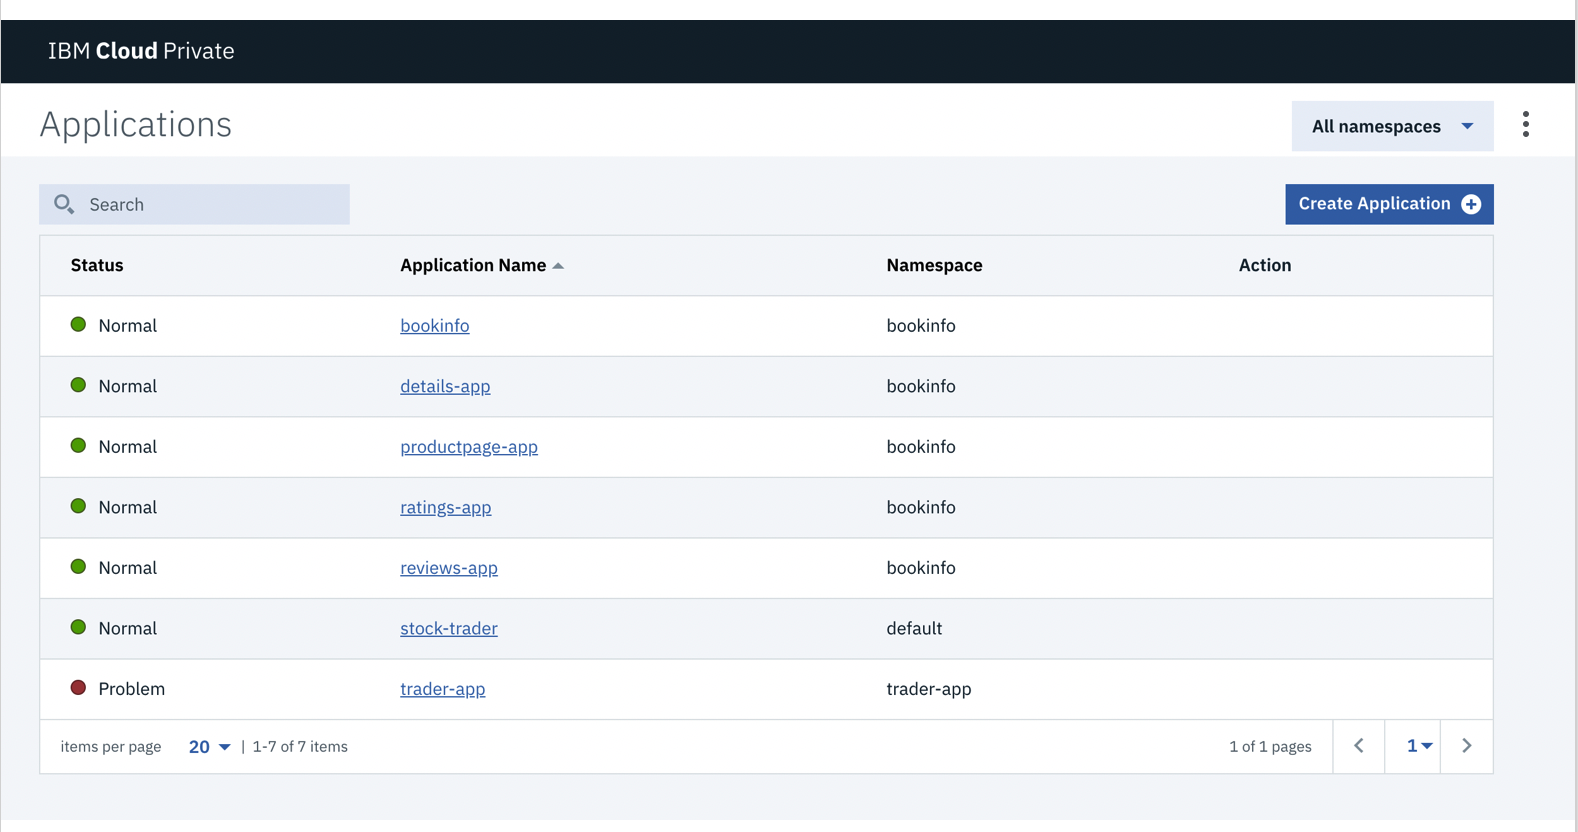 IBM Cloud Private
Applications
All namespaces
Search
Create Application
Status Application Name Namespace Action
Normal bookinfo bookinfo
Normal details-app bookinfo
Normal productpage-app bookinfo
Normal ratings-app bookinfo
Normal reviews-app bookinfo
Normal stock-trader default
Problem trader-app trader-app
items per page 20 | 1-7 of 7 items 1 of 1 pages 1